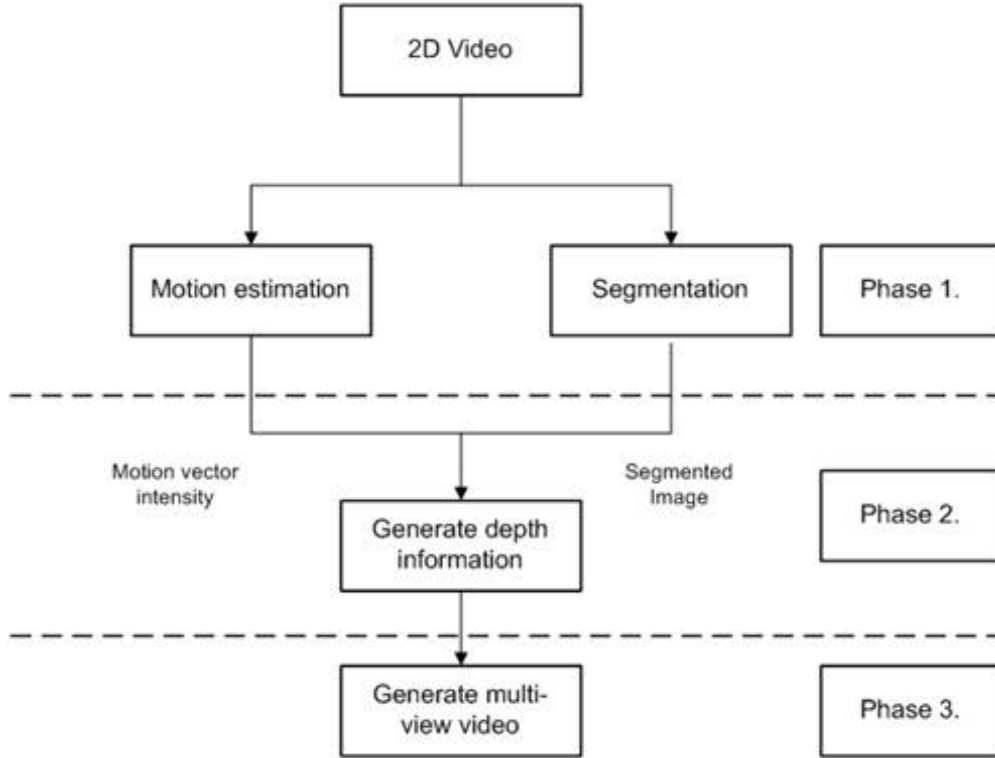 2D Video
Motion estimation
Segmentation
Phase 1.
Motion vector
intensity
Segmented
Image
Phase 2.
Generate depth
information
Generate multi-
view video
Phase 3.